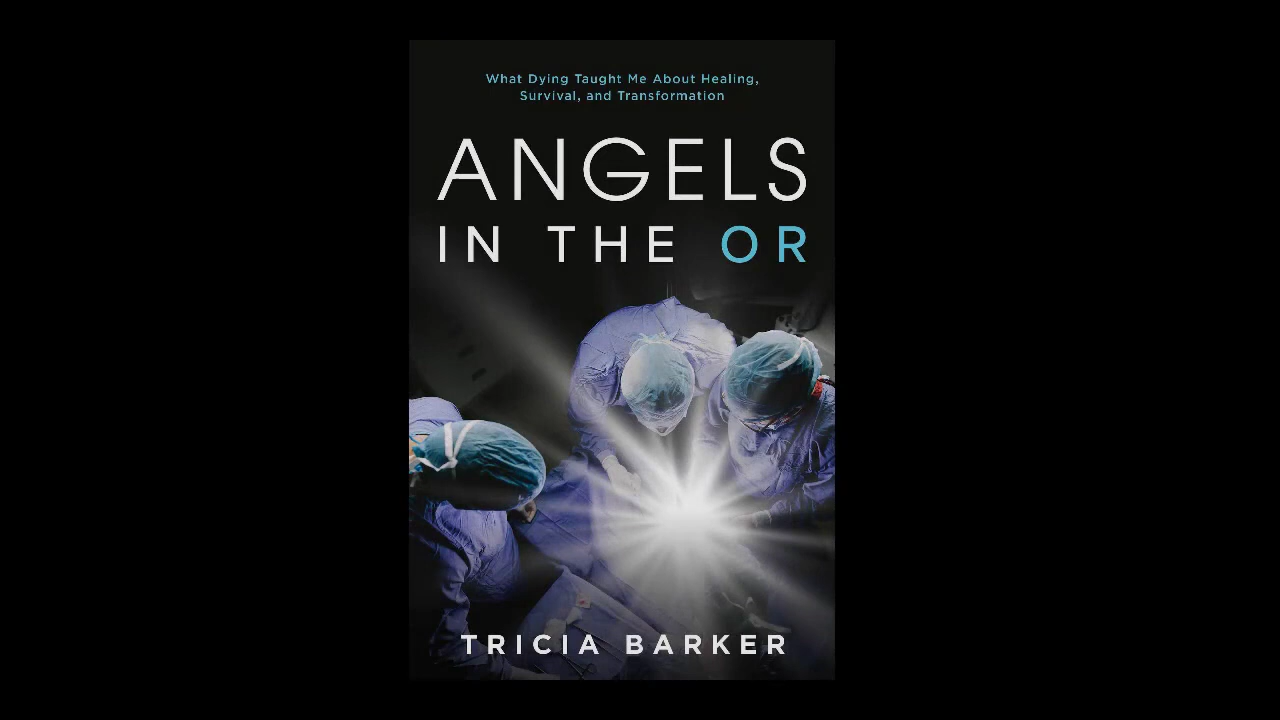 What Dying Taught Me About Healing,
Survival, and Transformation
ANGELS
IN THE OR
TRICIA BARKER